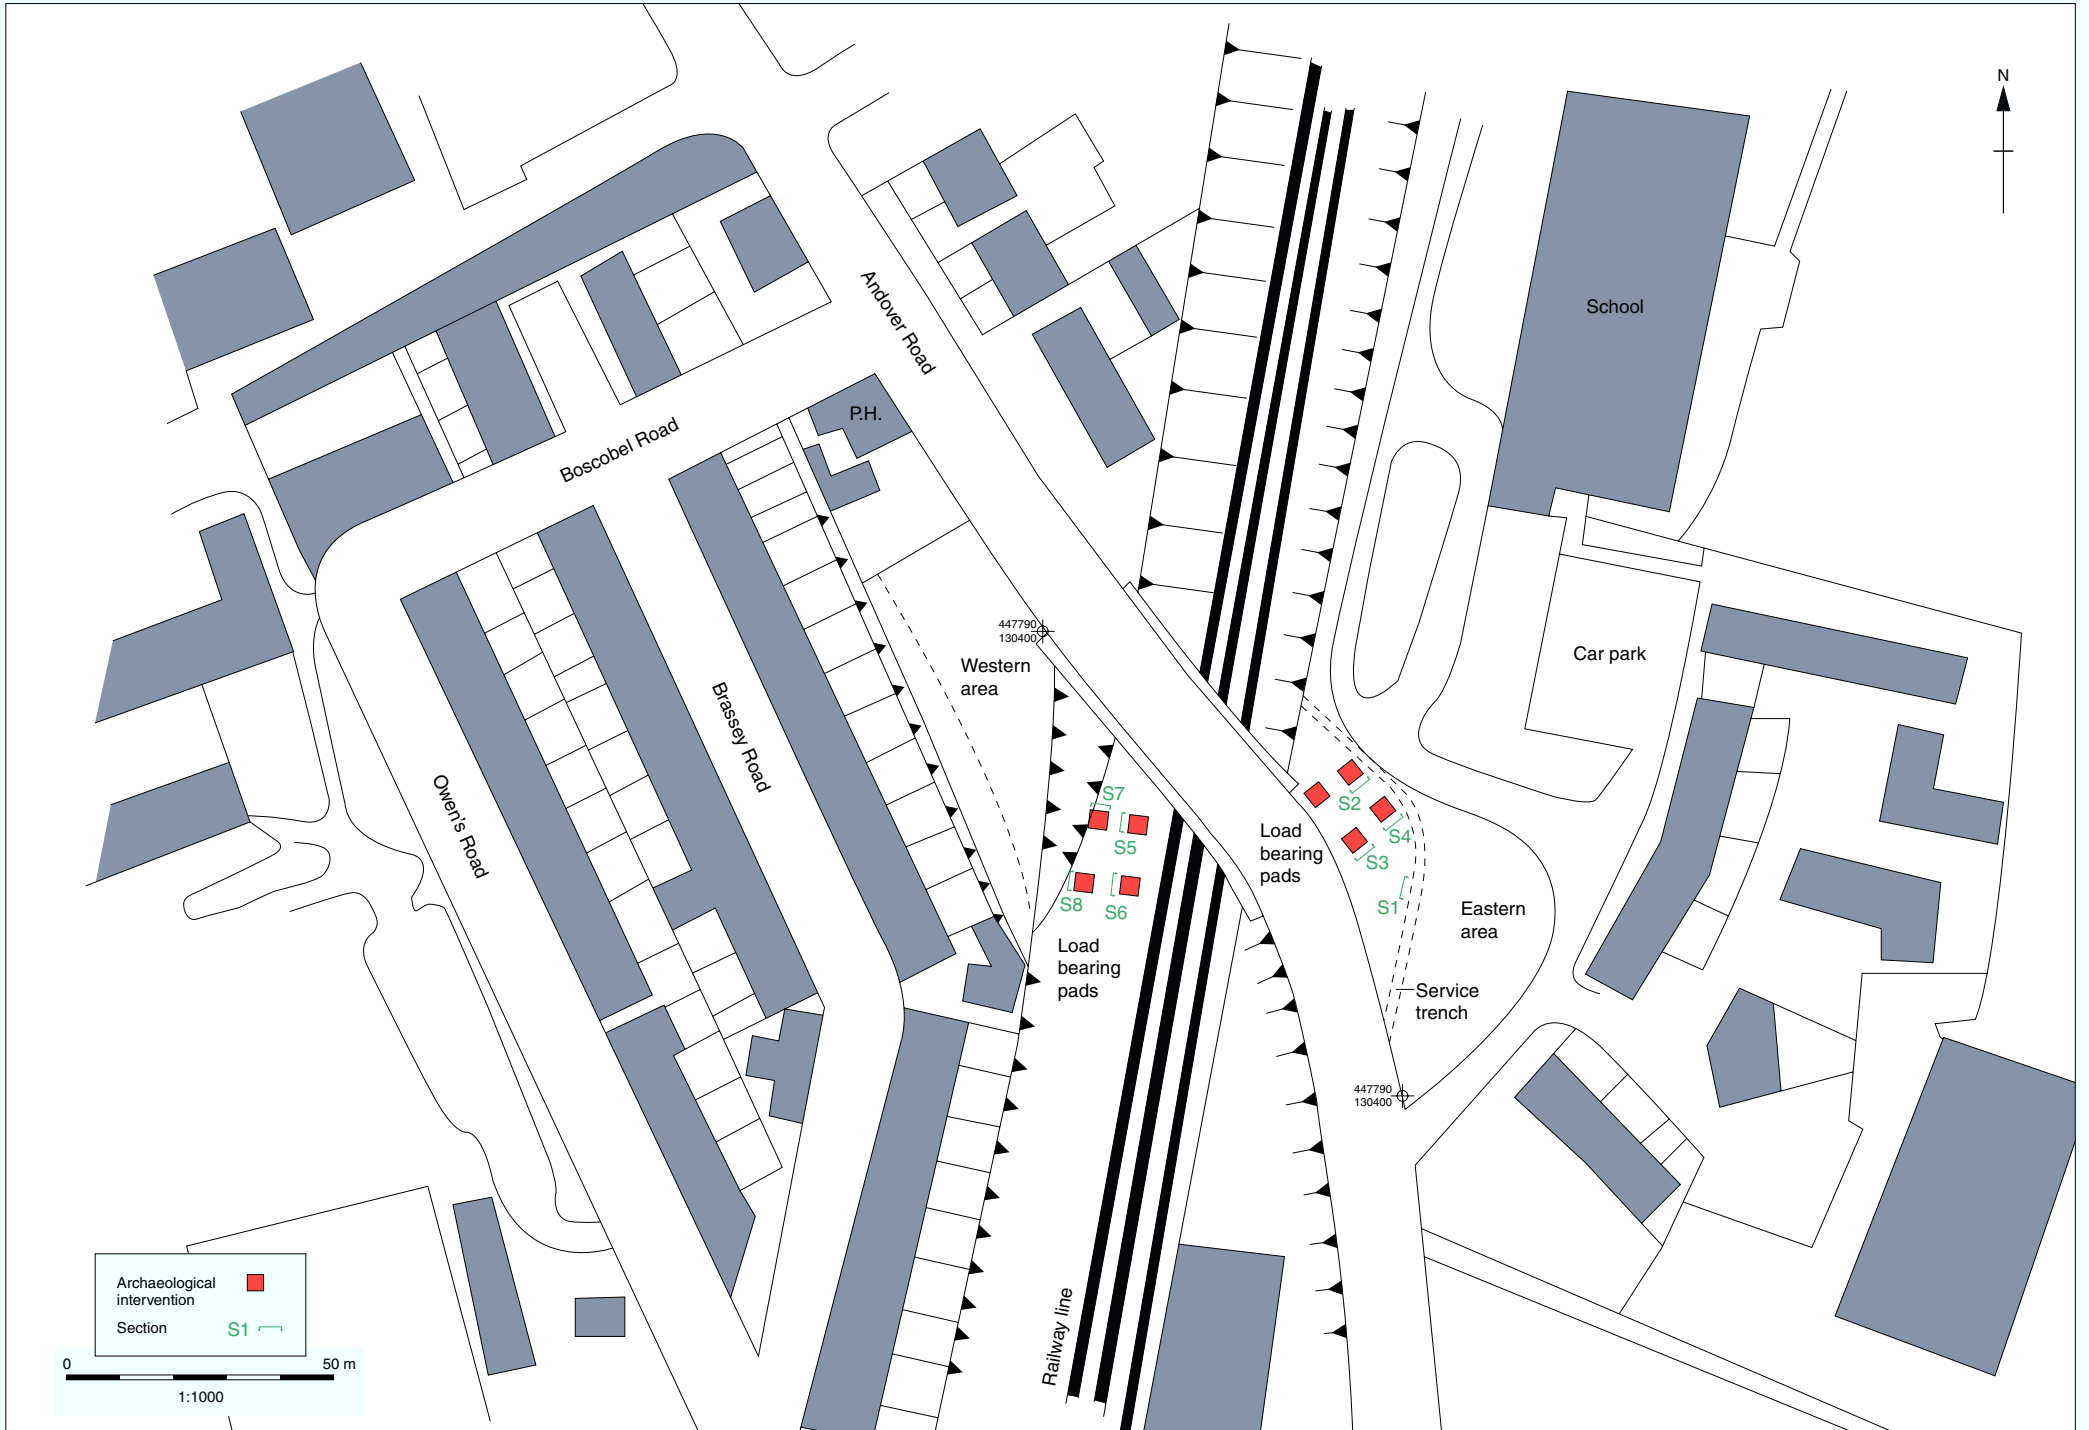 N
School
Andover Road
P.H.
Boscobel Road
447790
130400
Western
area
Car park
Brassey Road
Owen's Road
S7
S5
S8
S6
Load
bearing
pads
Load
bearing
pads
S2
S4
S3
S1
Eastern
area
Service
trench
447790
130400
Railway line
Archaeological
intervention
Section
S1
0
50 m
1:1000